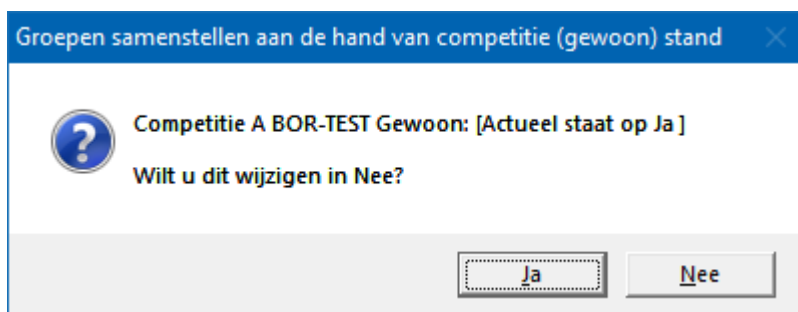 Groepen samenstellen aan de hand van competitie (gewoon) stand
Competitie A BOR-TEST Gewoon: [Actueel staat op Ja ]
Wilt u dit wijzigen in Nee?
Ja
Nee